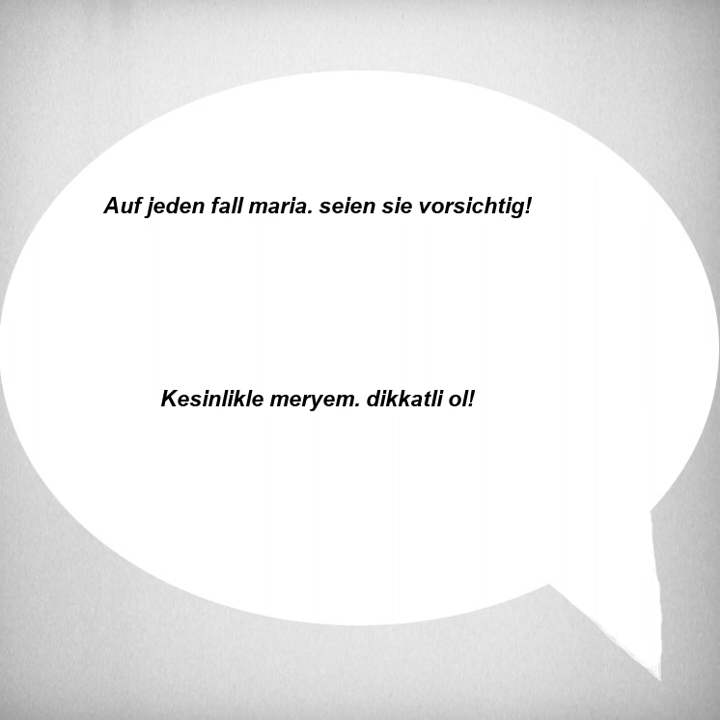 Auf jeden fall maria. seien sie vorsichtig!
Kesinlikle meryem. dikkatli ol!